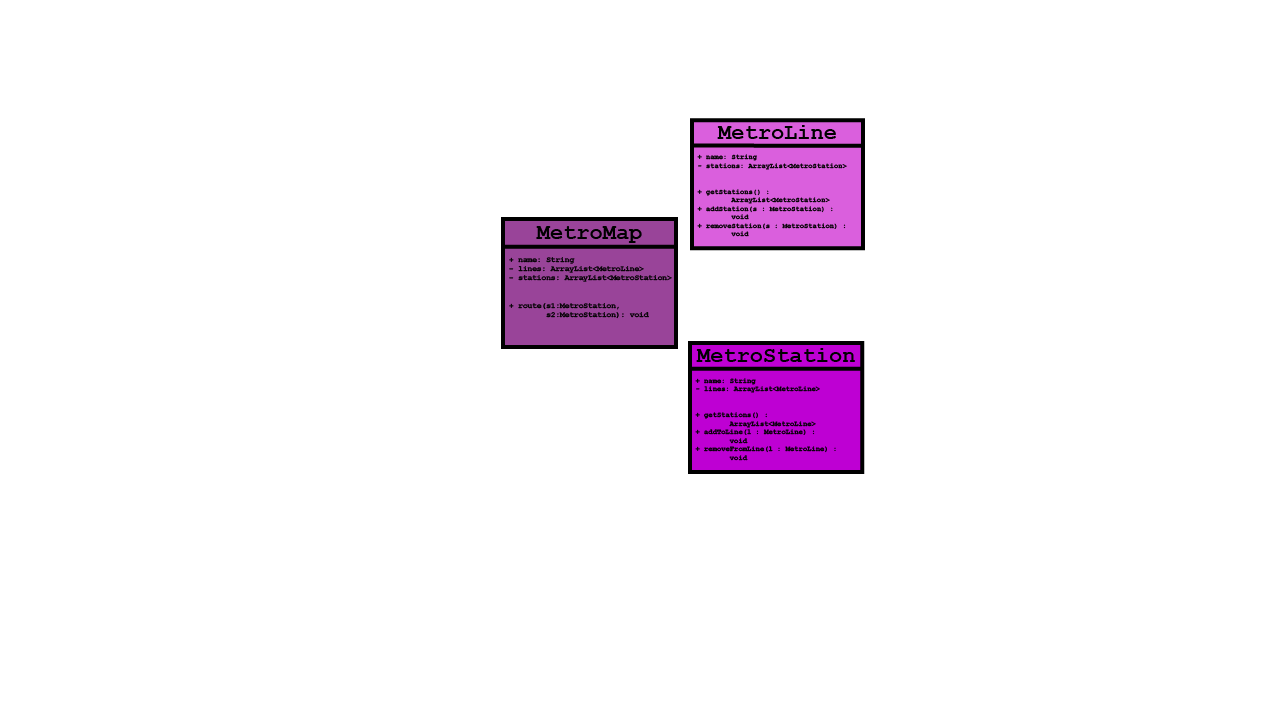 MetroLine
+ name: String
- stations: ArrayList<MetroStation>
+ getStations() :
ArrayList<MetroStation>
+ addStation(s : MetroStation) :
void
+ removeStation(s : MetroStation) :
void
MetroMap
+ name: String
- lines: ArrayList<MetroLine>
- stations: ArrayList<MetroStation>
+ route(s1:MetroStation,
s2:MetroStation): void
MetroStation
+ name: String
- lines: ArrayList<MetroLine>
+ getStations() :
ArrayList<MetroLine>
+ addToLine(l : MetroLine) :
void
+ removeFromLine(l : MetroLine) :
void